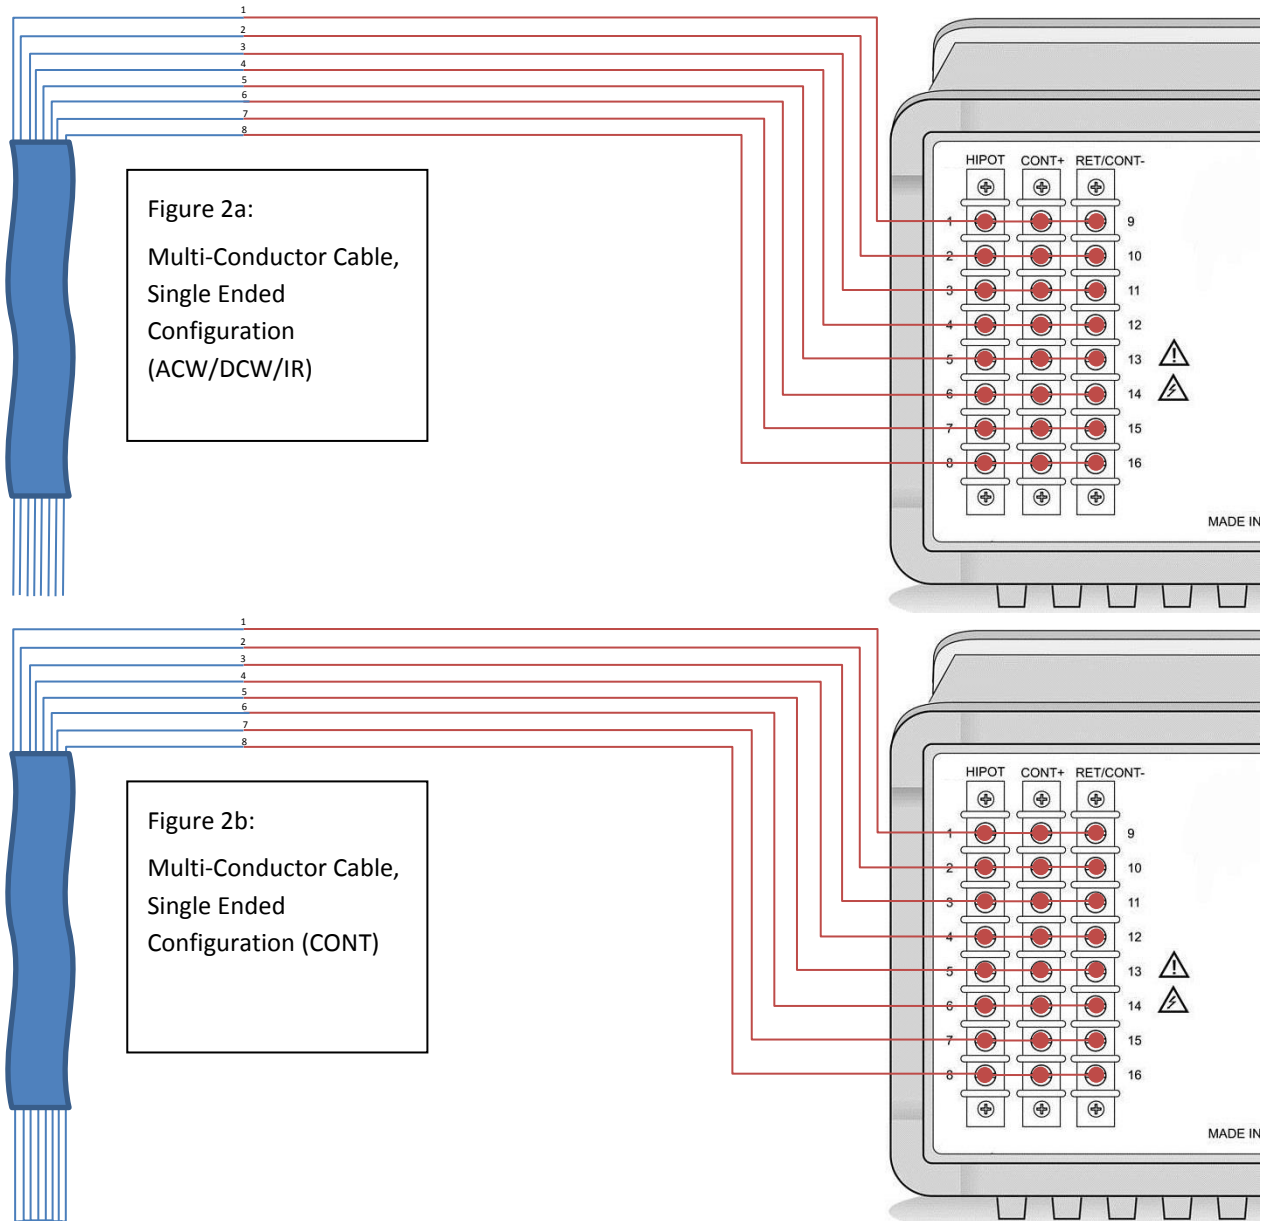 1
2
3
4
5
6
7
8
Figure 2a:
Multi-Conductor Cable,
Single Ended
Configuration
(ACW/DCW/IR)
HIPOT CONT+ RET/CONT-
1 9
2 10
3 11
4 12
5 13
6 14
7 15
8 16
MADE IN
1
2
3
4
5
6
7
8
Figure 2b:
Multi-Conductor Cable,
Single Ended
Configuration (CONT)
HIPOT CONT+ RET/CONT-
1 9
2 10
3 11
4 12
5 13
6 14
7 15
8 16
MADE IN